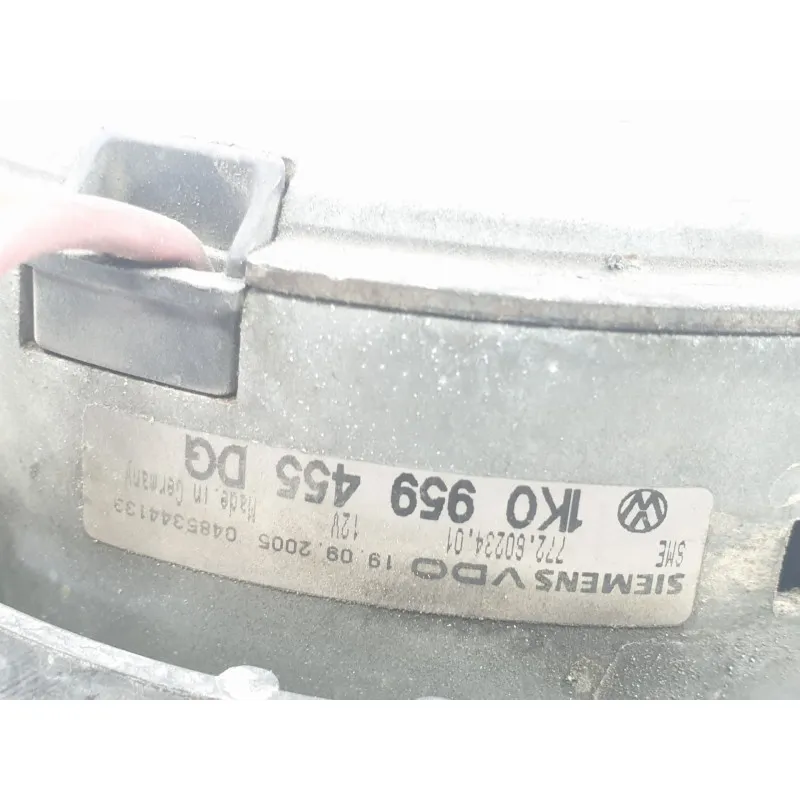 SIEMENS VDO 19.09.2005 0485344133
SME 772.60234.01 12V Made.in Germany
1K0 959 455 DG